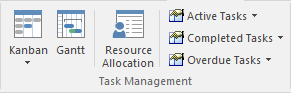 Kanban
Gantt
Resource
Allocation
Active Tasks
Completed Tasks
Overdue Tasks
Task Management